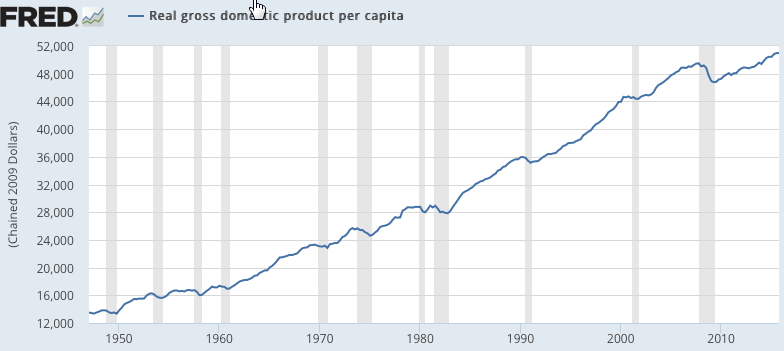 FRED
Real gross domestic product per capita
52,000
48,000
44,000
40,000
36,000
32,000
28,000
24,000
20,000
16,000
12,000
(Chained 2009 Dollars)
1950 1960 1970 1980 1990 2000 2010